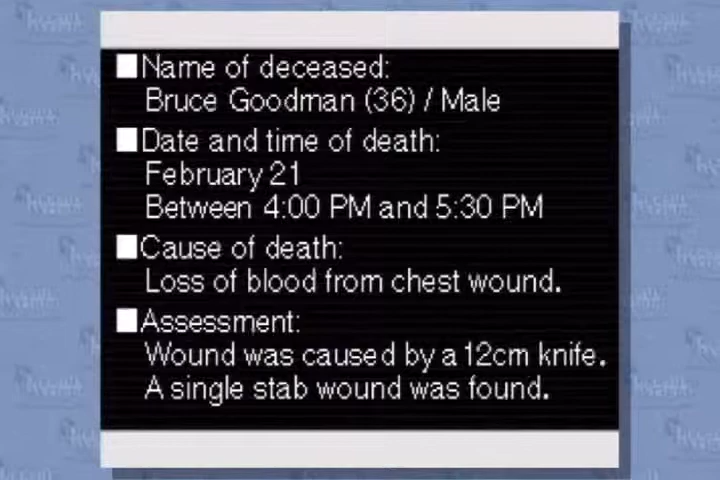 ■Name of deceased:
Bruce Goodman (36) / Male
■Date and time of death:
February 21
Between 4:00 PM and 5:30 PM
■Cause of death:
Loss of blood from chest wound.
■Assessment:
Wound was caused by a 12cm knife.
A single stab wound was found.